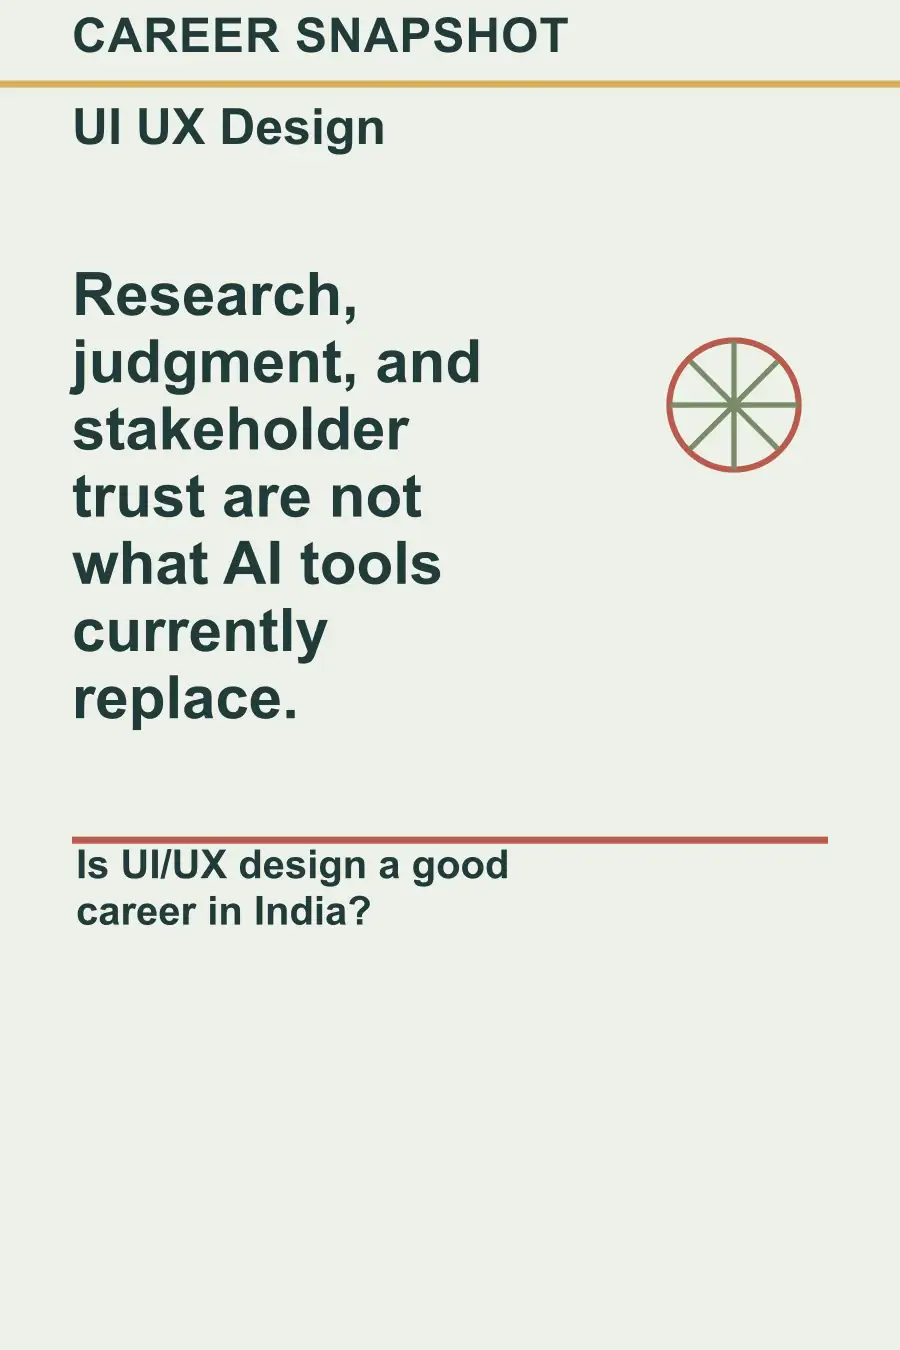 CAREER SNAPSHOT
UI UX Design
Research,
judgment, and
stakeholder
trust are not
what AI tools
currently
replace.
Is UI/UX design a good
career in India?